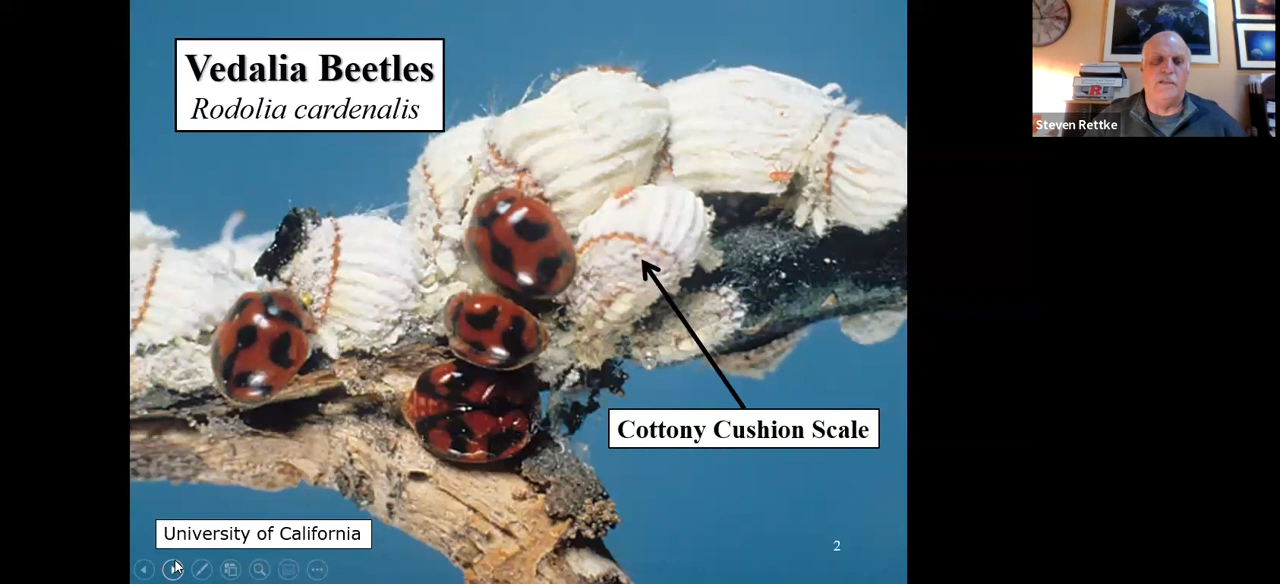 Vedalia Beetles
Rodolia cardenalis
Cottony Cushion Scale
University of California
2
R
Steven Rettke